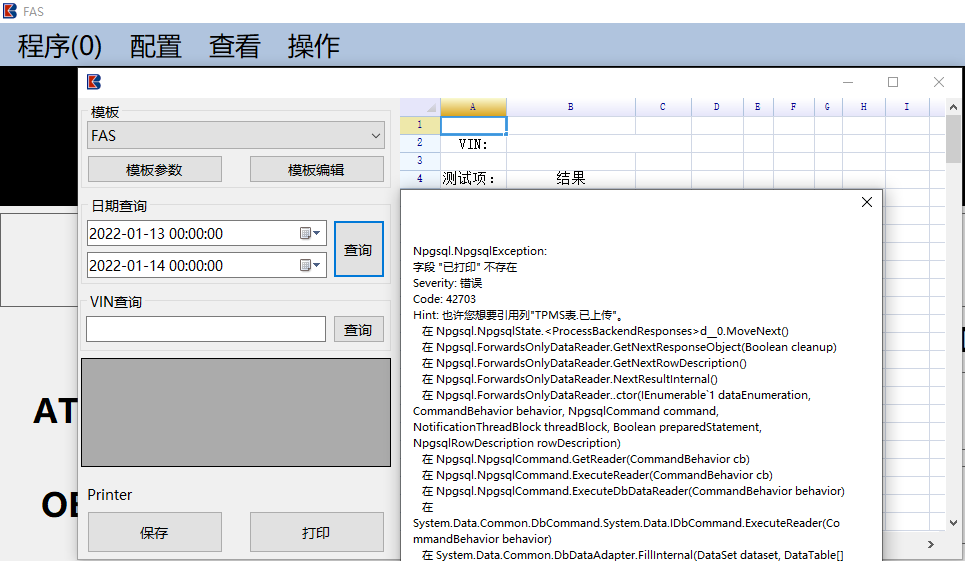 FAS
程序(0) 配置 查看 操作
模板
FAS
模板参数 模板编辑
日期查询
2022-01-13 00:00:00
2022-01-14 00:00:00
查询
VIN查询
查询
Printer
保存 打印
AT
A B C D E F G H I
1
2 VIN:
3
4 测试项： 结果
Npgsql.NpgsqlException:
字段 "已打印" 不存在
Severity: 错误
Code: 42703
Hint: 也许您想要引用列"TPMS表.已上传"。
在 Npgsql.NpgsqlState.<ProcessBackendResponses>d__0.MoveNext()
在 Npgsql.ForwardsOnlyDataReader.GetNextResponseObject(Boolean cleanup)
在 Npgsql.ForwardsOnlyDataReader.GetNextRowDescription()
在 Npgsql.ForwardsOnlyDataReader.NextResultInternal()
在 Npgsql.ForwardsOnlyDataReader..ctor(IEnumerable`1 dataEnumeration,
CommandBehavior behavior, NpgsqlCommand command,
NotificationThreadBlock threadBlock, Boolean preparedStatement,
NpgsqlRowDescription rowDescription)
在 Npgsql.NpgsqlCommand.GetReader(CommandBehavior cb)
在 Npgsql.NpgsqlCommand.ExecuteReader(CommandBehavior cb)
在 Npgsql.NpgsqlCommand.ExecuteDbDataReader(CommandBehavior behavior)
在
System.Data.Common.DbCommand.System.Data.IDbCommand.ExecuteReader(Co
mmandBehavior behavior)
在 System.Data.Common.DbDataAdapter.FillInternal(DataSet dataset, DataTable[]